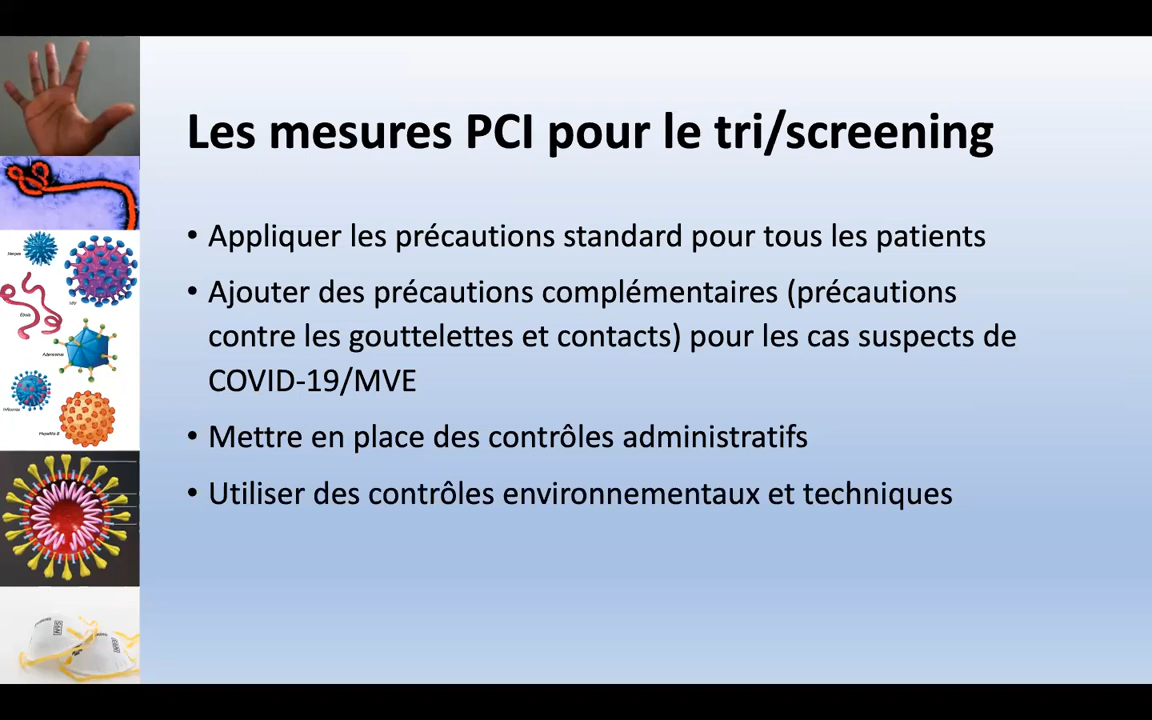 Les mesures PCI pour le tri/screening
• Appliquer les précautions standard pour tous les patients
• Ajouter des précautions complémentaires (précautions
contre les gouttelettes et contacts) pour les cas suspects de
COVID-19/MVE
• Mettre en place des contrôles administratifs
• Utiliser des contrôles environnementaux et techniques